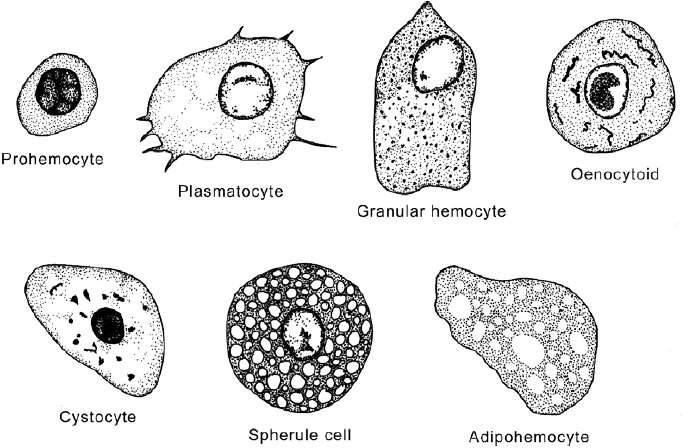 Prohemocyte
Plasmatocyte
Granular hemocyte
Oenocytoid
Cystocyte
Spherule cell
Adipohemocyte